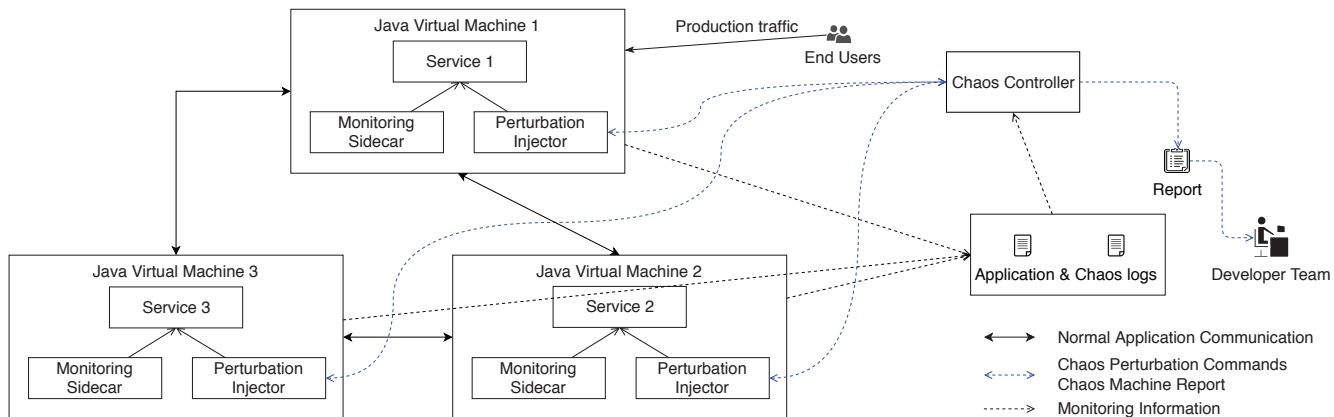 Java Virtual Machine 1
Service 1
Monitoring
Sidecar
Perturbation
Injector
Production traffic
End Users
Chaos Controller
Report
Developer Team
Application & Chaos logs
Java Virtual Machine 3
Service 3
Monitoring
Sidecar
Perturbation
Injector
Java Virtual Machine 2
Service 2
Monitoring
Sidecar
Perturbation
Injector
Normal Application Communication
Chaos Perturbation Commands
Chaos Machine Report
Monitoring Information